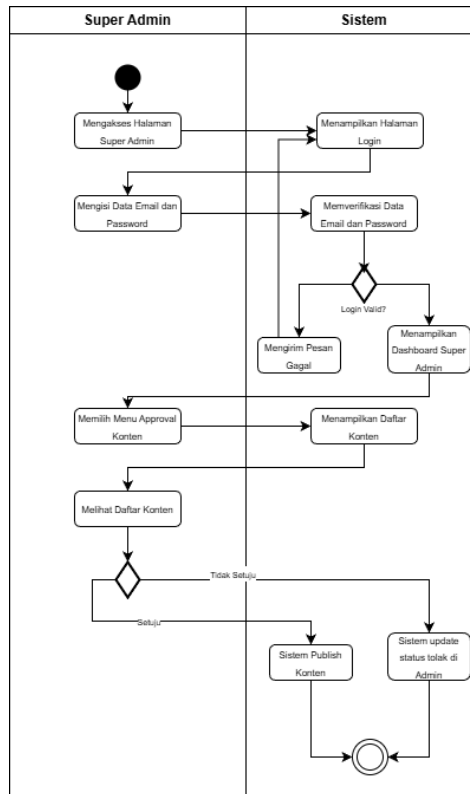 Super Admin
Sistem
Mengakses Halaman
Super Admin
Menampilkan Halaman
Login
Mengisi Data Email dan
Password
Memverifikasi Data
Email dan Password
Login Valid?
Mengirim Pesan
Gagal
Menampilkan
Dashboard Super
Admin
Memilih Menu Approval
Konten
Menampilkan Daftar
Konten
Melihat Daftar Konten
Tidak Setuju
Setuju
Sistem Publish
Konten
Sistem update
status tolak di
Admin